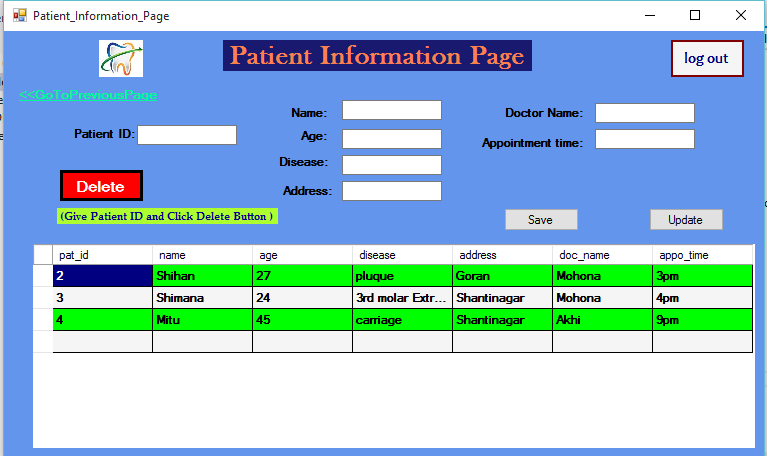 Patient_Information_Page
Patient Information Page
log out
<<GoToPreviousPage
Name:
Doctor Name:
Patient ID:
Age:
Appointment time:
Disease:
Delete
Address:
(Give Patient ID and Click Delete Button )
Save
Update
pat_id name age disease address doc_name appo_time
2 Shihan 27 pluque Goran Mohona 3pm
3 Shimana 24 3rd molar Extr... Shantinagar Mohona 4pm
4 Mitu 45 carriage Shantinagar Akhi 9pm